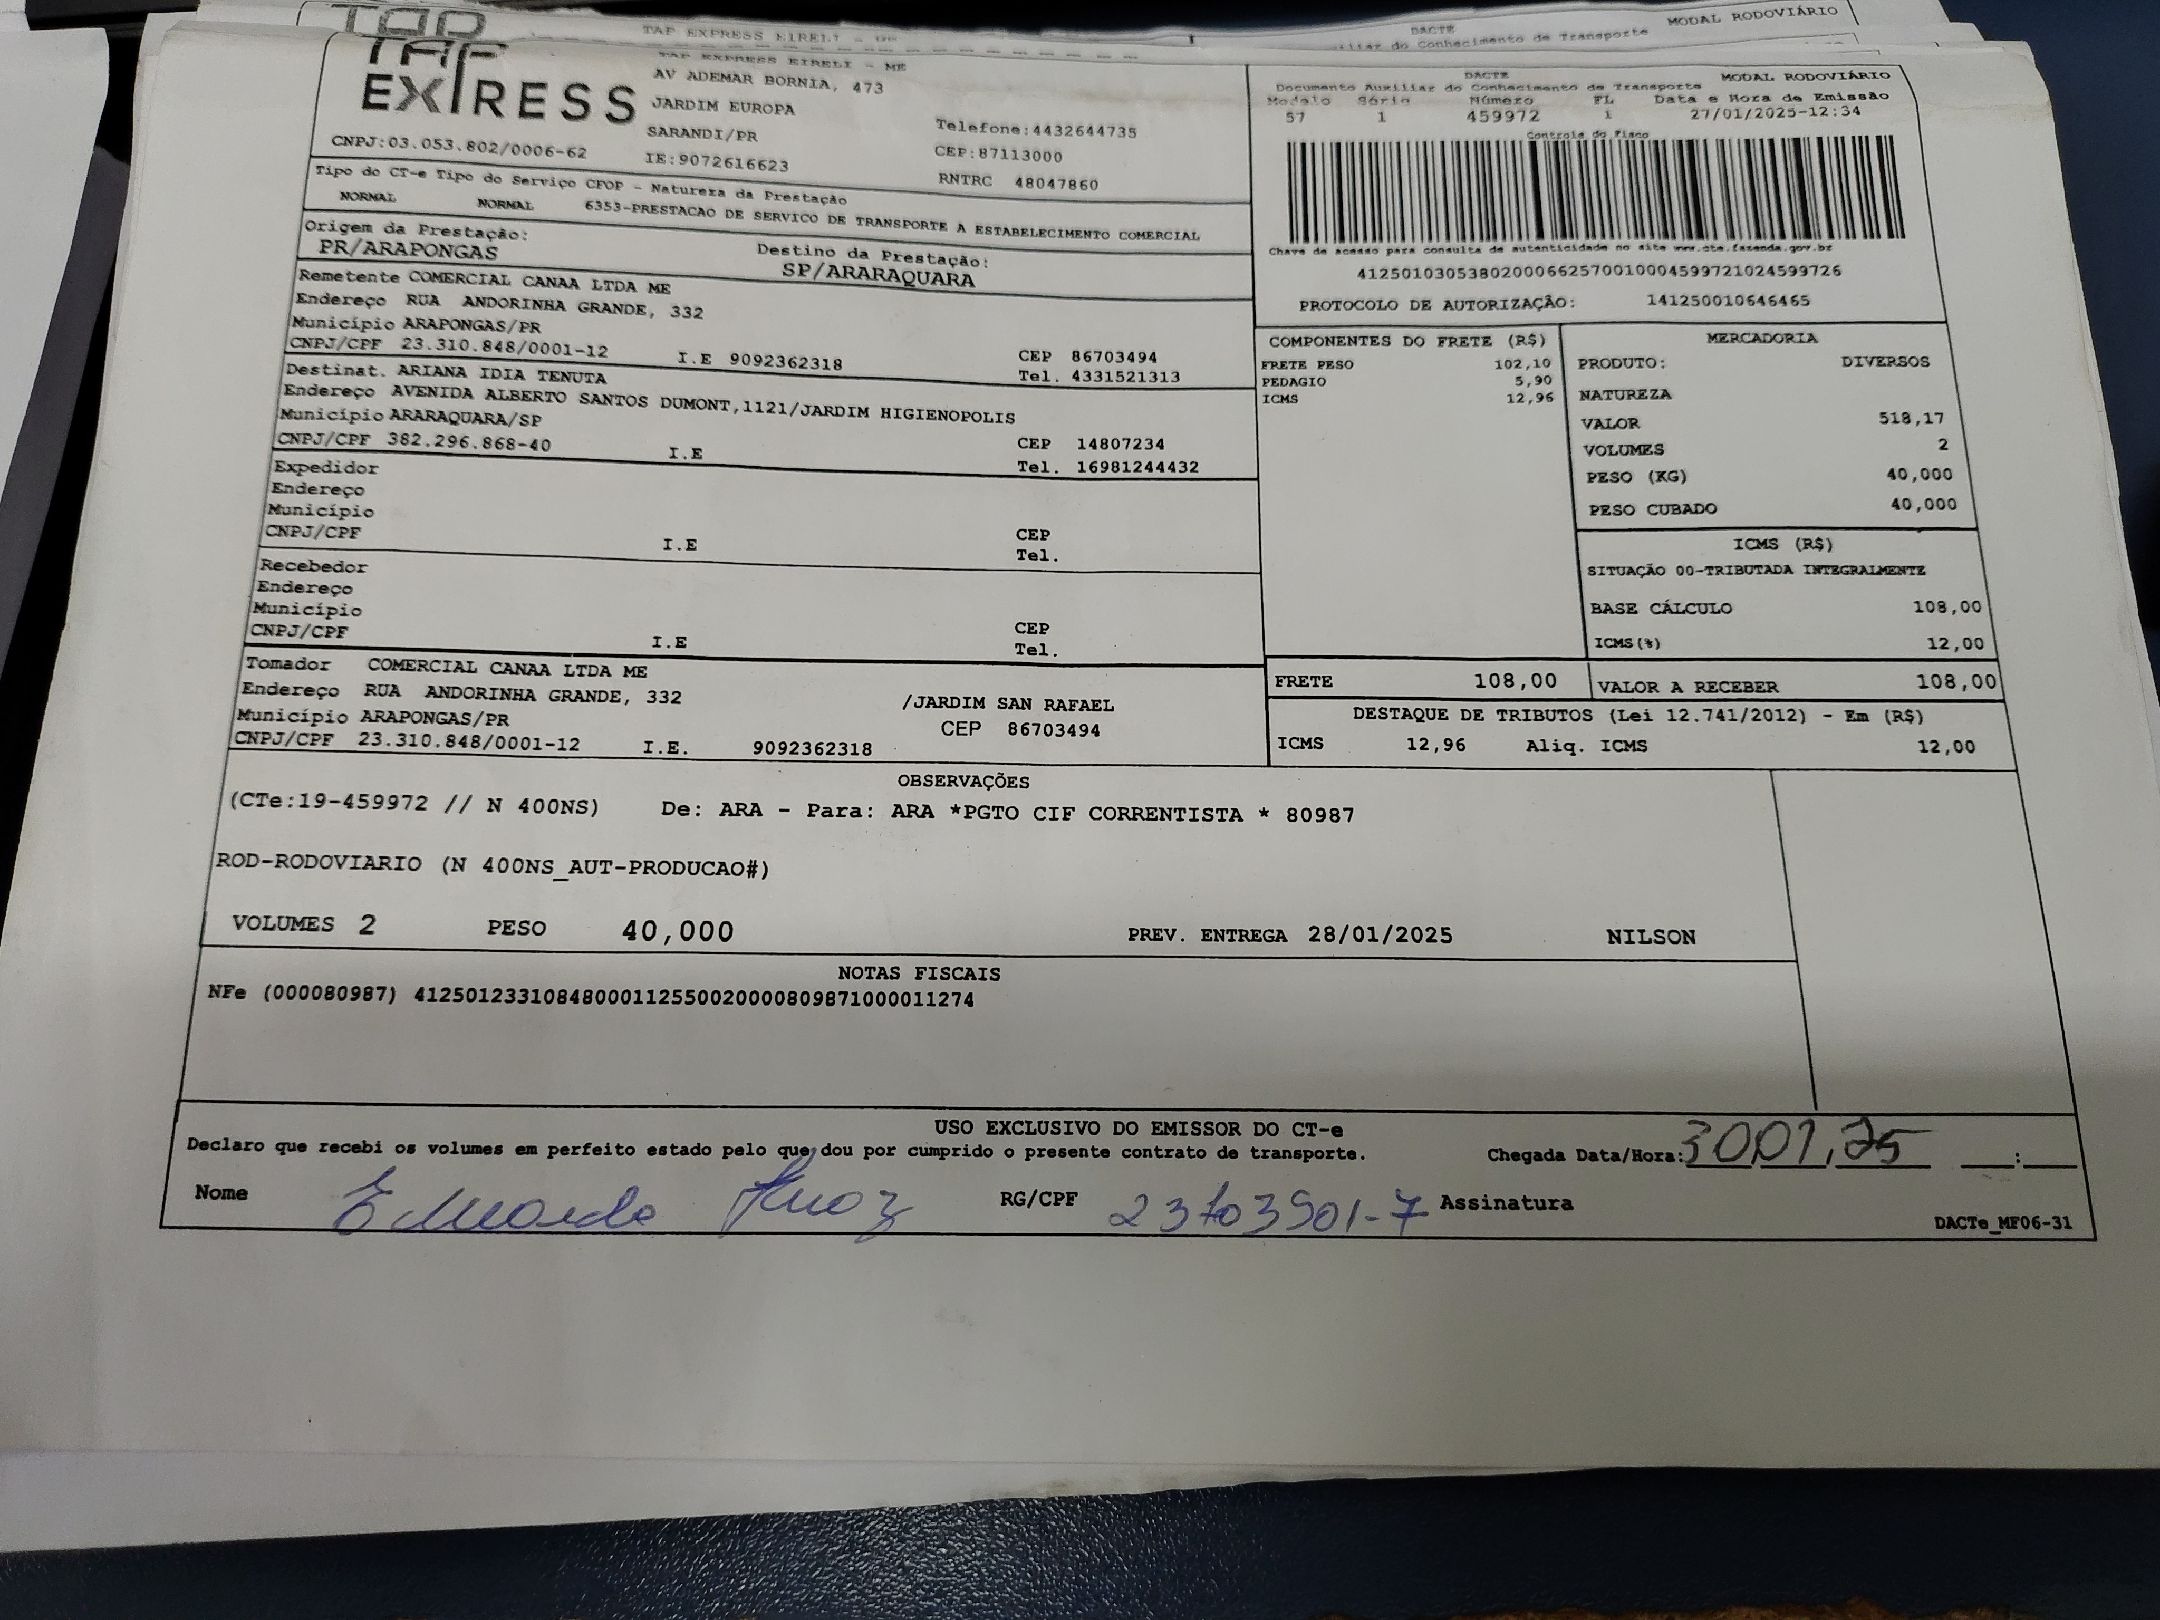 TAP EXPRESS EIRELI - ME
DACTE
MODAL RODOVIÁRIO
Auxiliar do Conhecimento de Transporte
TAP
EXPRESS
CNPJ:03.053.802/0006-62
TAP EXPRESS EIRELI - ME
AV ADEMAR BORNIA, 473
JARDIM EUROPA
SARANDI/PR
IE:9072616623
Telefone:4432644735
CEP:87113000
RNTRC 48047860
DACTE MODAL RODOVIÁRIO
Documento Auxiliar do Conhecimento de Transporte
Modelo Série Número FL Data e Hora de Emissão
57 1 459972 1 27/01/2025-12:34
Controle do Fisco
Chave de acesso para consulta de autenticidade no site www.cte.fazenda.gov.br
41250103053802000662570010004599721024599726
PROTOCOLO DE AUTORIZAÇÃO: 141250010646465
Tipo do CT-e Tipo do Serviço CFOP - Natureza da Prestação
NORMAL NORMAL 6353-PRESTACAO DE SERVICO DE TRANSPORTE A ESTABELECIMENTO COMERCIAL
Origem da Prestação: Destino da Prestação:
PR/ARAPONGAS SP/ARARAQUARA
Remetente COMERCIAL CANAA LTDA ME
Endereço RUA ANDORINHA GRANDE, 332
Município ARAPONGAS/PR
CNPJ/CPF 23.310.848/0001-12 I.E 9092362318 CEP 86703494
Tel. 4331521313
Destinat. ARIANA IDIA TENUTA
Endereço AVENIDA ALBERTO SANTOS DUMONT,1121/JARDIM HIGIENOPOLIS
Município ARARAQUARA/SP
CNPJ/CPF 382.296.868-40 I.E CEP 14807234
Tel. 16981244432
Expedidor
Endereço
Município
CNPJ/CPF I.E CEP
Tel.
Recebedor
Endereço
Município
CNPJ/CPF I.E CEP
Tel.
Tomador COMERCIAL CANAA LTDA ME
Endereço RUA ANDORINHA GRANDE, 332 /JARDIM SAN RAFAEL
Município ARAPONGAS/PR CEP 86703494
CNPJ/CPF 23.310.848/0001-12 I.E. 9092362318
COMPONENTES DO FRETE (R$)
FRETE PESO 102,10
PEDAGIO 5,90
ICMS 12,96
MERCADORIA
PRODUTO: DIVERSOS
NATUREZA
VALOR 518,17
VOLUMES 2
PESO (KG) 40,000
PESO CUBADO 40,000
ICMS (R$)
SITUAÇÃO 00-TRIBUTADA INTEGRALMENTE
BASE CÁLCULO 108,00
ICMS(%) 12,00
FRETE 108,00 VALOR A RECEBER 108,00
DESTAQUE DE TRIBUTOS (Lei 12.741/2012) - Em (R$)
ICMS 12,96 Aliq. ICMS 12,00
OBSERVAÇÕES
(CTe:19-459972 // N 400NS) De: ARA - Para: ARA *PGTO CIF CORRENTISTA * 80987
ROD-RODOVIARIO (N 400NS_AUT-PRODUCAO#)
VOLUMES 2 PESO 40,000 PREV. ENTREGA 28/01/2025 NILSON
NOTAS FISCAIS
NFe (000080987) 41250123310848000112550020000809871000011274
USO EXCLUSIVO DO EMISSOR DO CT-e
Declaro que recebi os volumes em perfeito estado pelo que dou por cumprido o presente contrato de transporte. Chegada Data/Hora: 30 01, 25 :
Nome RG/CPF Assinatura
DACTe_MF06-31